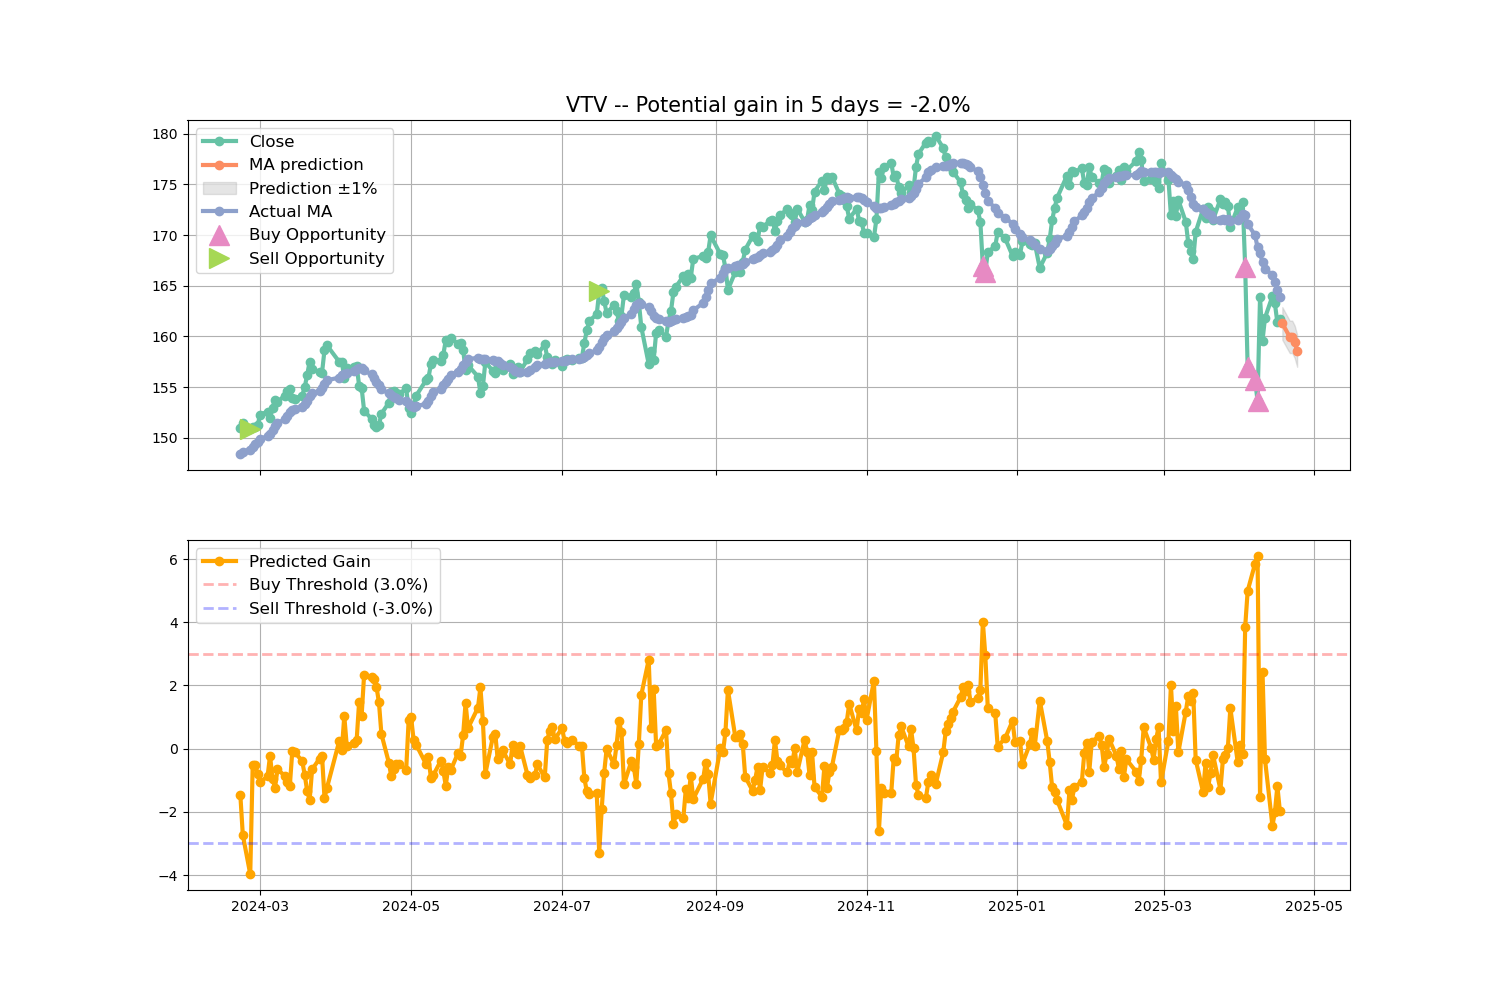 VTV -- Potential gain in 5 days = -2.0%
180
175
170
165
160
155
150
Close
MA prediction
Prediction ±1%
Actual MA
Buy Opportunity
Sell Opportunity
6
4
2
0
−2
−4
Predicted Gain
Buy Threshold (3.0%)
Sell Threshold (-3.0%)
2024-03
2024-05
2024-07
2024-09
2024-11
2025-01
2025-03
2025-05